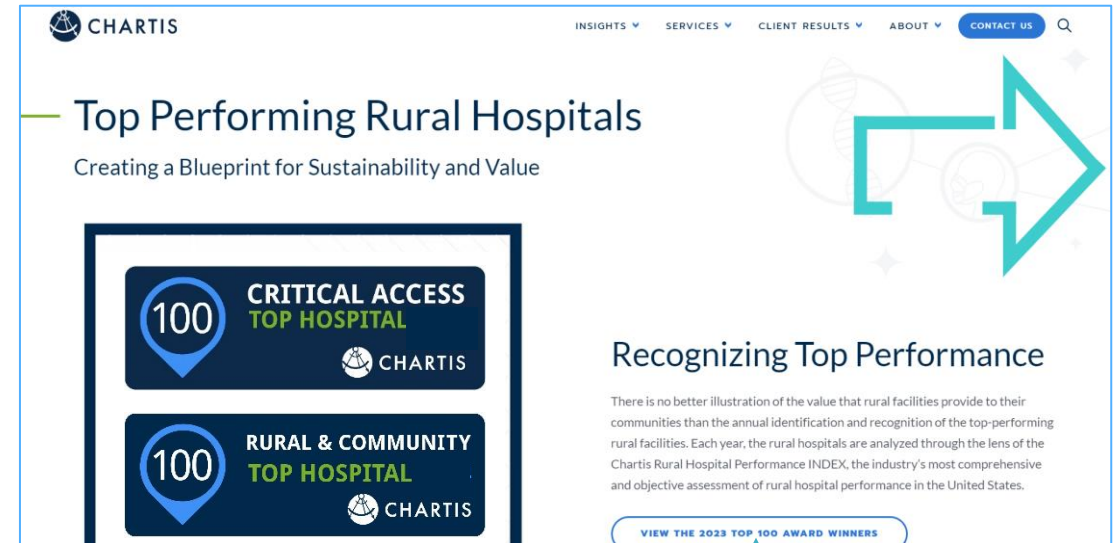 CHARTIS
INSIGHTS SERVICES CLIENT RESULTS ABOUT CONTACT US
Top Performing Rural Hospitals
Creating a Blueprint for Sustainability and Value
100 CRITICAL ACCESS
TOP HOSPITAL
CHARTIS
100 RURAL & COMMUNITY
TOP HOSPITAL
CHARTIS
Recognizing Top Performance
There is no better illustration of the value that rural facilities provide to their
communities than the annual identification and recognition of the top-performing
rural facilities. Each year, the rural hospitals are analyzed through the lens of the
Chartis Rural Hospital Performance INDEX, the industry's most comprehensive
and objective assessment of rural hospital performance in the United States.
VIEW THE 2023 TOP 100 AWARD WINNERS